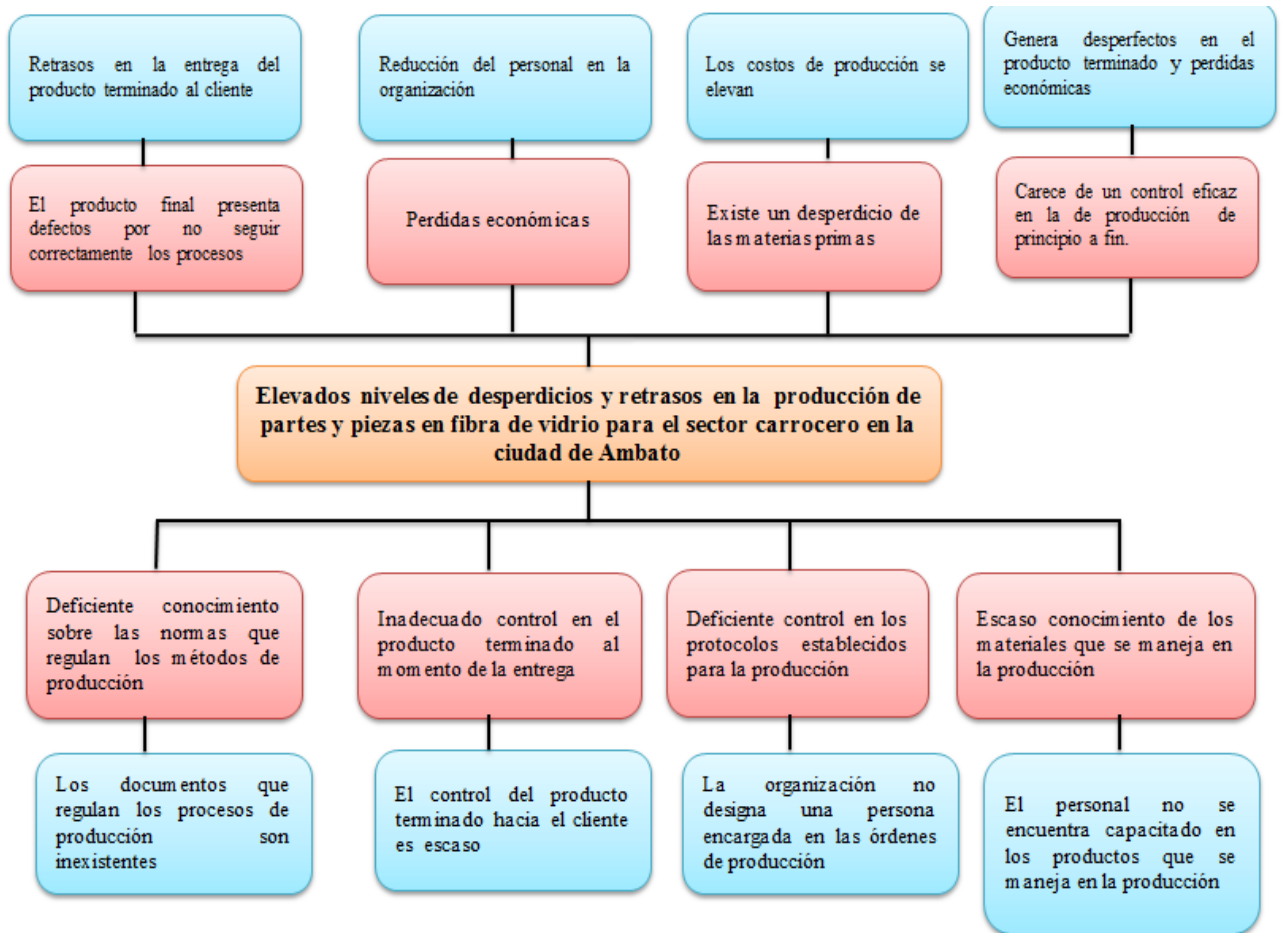 Retrasos en la entrega del
producto terminado al cliente
Reducción del personal en la
organización
Los costos de producción se
elevan
Genera desperfectos en el
producto terminado y perdidas
económicas
El producto final presenta
defectos por no seguir
correctamente los procesos
Perdidas económicas
Existe un desperdicio de
las materias primas
Carece de un control eficaz
en la de producción de
principio a fin.
Elevados niveles de desperdicios y retrasos en la producción de
partes y piezas en fibra de vidrio para el sector carrocero en la
ciudad de Ambato
Deficiente conocimiento
sobre las normas que
regulan los métodos de
producción
Inadecuado control en el
producto terminado al
momento de la entrega
Deficiente control en los
protocolos establecidos
para la producción
Escaso conocimiento de los
materiales que se maneja en
la producción
Los documentos que
regulan los procesos de
producción son
inexistentes
El control del producto
terminado hacia el cliente
es escaso
La organización no
designa una persona
encargada en las órdenes
de producción
El personal no se
encuentra capacitado en
los productos que se
maneja en la producción